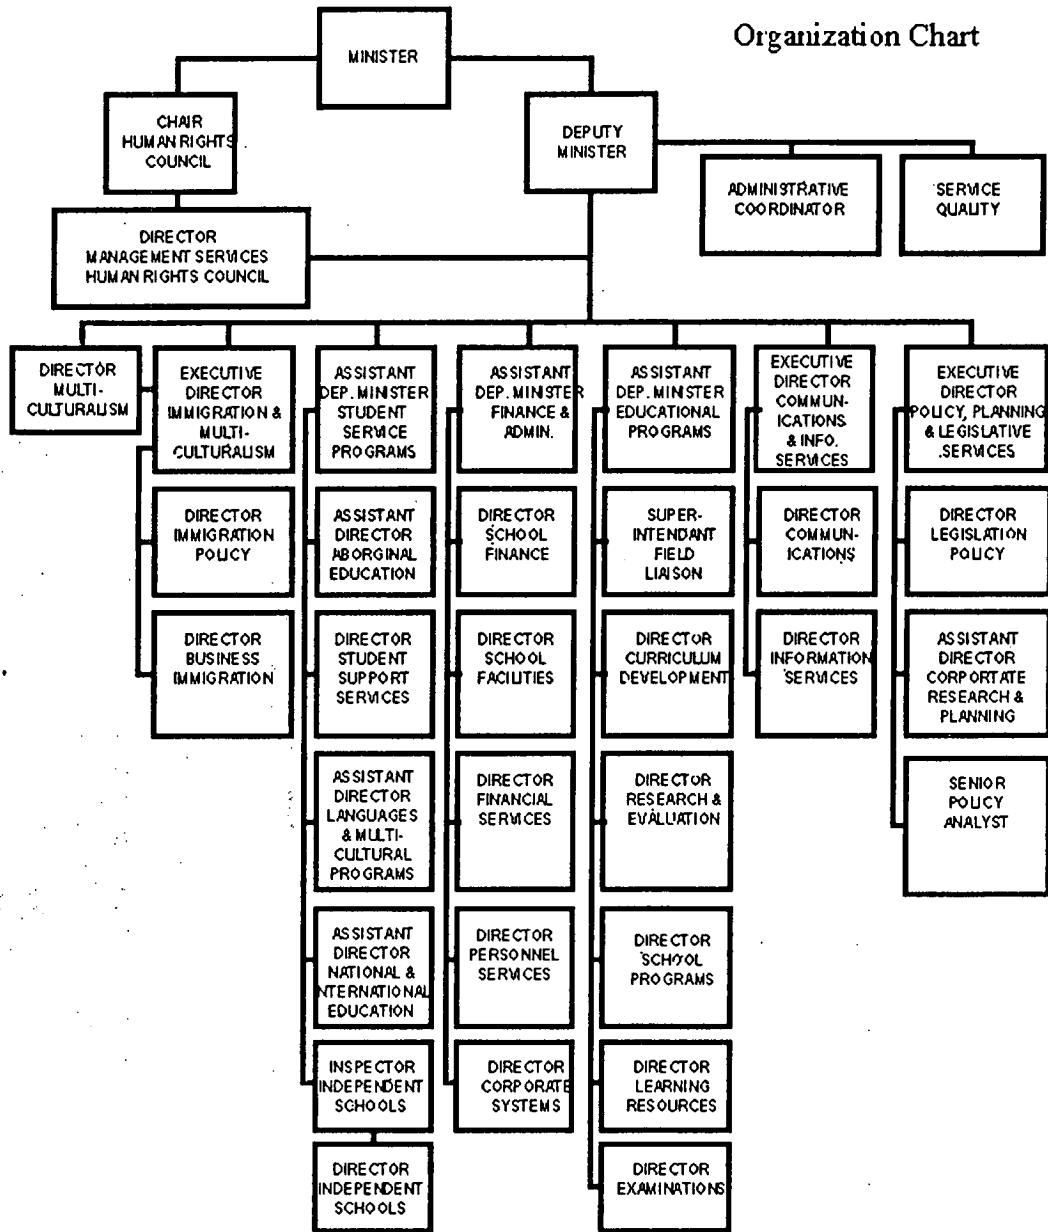 Organization Chart
MINISTER
CHAIR
HUMAN RIGHTS
COUNCIL
DEPUTY
MINISTER
ADMINISTRATIVE
COORDINATOR
SERVICE
QUALITY
DIRECTOR
MANAGEMENT SERVICES
HUMAN RIGHTS COUNCIL
DIRECTOR
MULTI-
CULTURALISM
EXECUTIVE
DIRECTOR
IMMIGRATION &
MULTI-
CULTURALISM
DIRECTOR
IMMIGRATION
POLICY
DIRECTOR
BUSINESS
IMMIGRATION
ASSISTANT
DEP. MINISTER
STUDENT
SERVICE
PROGRAMS
ASSISTANT
DIRECTOR
ABORGINAL
EDUCATION
DIRECTOR
STUDENT
SUPPORT
SERVICES
ASSISTANT
DIRECTOR
LANGUAGES
& MULTI-
CULTURAL
PROGRAMS
ASSISTANT
DIRECTOR
NATIONAL &
INTERNATIONAL
EDUCATION
INSPECTOR
INDEPENDENT
SCHOOLS
DIRECTOR
INDEPENDENT
SCHOOLS
ASSISTANT
DEP. MINISTER
FINANCE &
ADMIN.
DIRECTOR
SCHOOL
FINANCE
DIRECTOR
SCHOOL
FACILITIES
DIRECTOR
FINANCIAL
SERVICES
DIRECTOR
PERSONNEL
SERVICES
DIRECTOR
CORPORATE
SYSTEMS
ASSISTANT
DEP. MINISTER
EDUCATIONAL
PROGRAMS
SUPER-
INTENDANT
FIELD
LIAISON
DIRECTOR
CURRICULUM
DEVELOPMENT
DIRECTOR
RESEARCH &
EVALUATION
DIRECTOR
SCHOOL
PROGRAMS
DIRECTOR
LEARNING
RESOURCES
DIRECTOR
EXAMINATIONS
EXECUTIVE
DIRECTOR
COMMUN-
ICATIONS
& INFO.
SERVICES
DIRECTOR
COMMUN-
ICATIONS
DIRECTOR
INFORMATION
SERVICES
EXECUTIVE
DIRECTOR
POLICY, PLANNING
& LEGISLATIVE
SERVICES
DIRECTOR
LEGISLATION
POLICY
ASSISTANT
DIRECTOR
CORPORTATE
RESEARCH &
PLANNING
SENIOR
POLICY
ANALYST